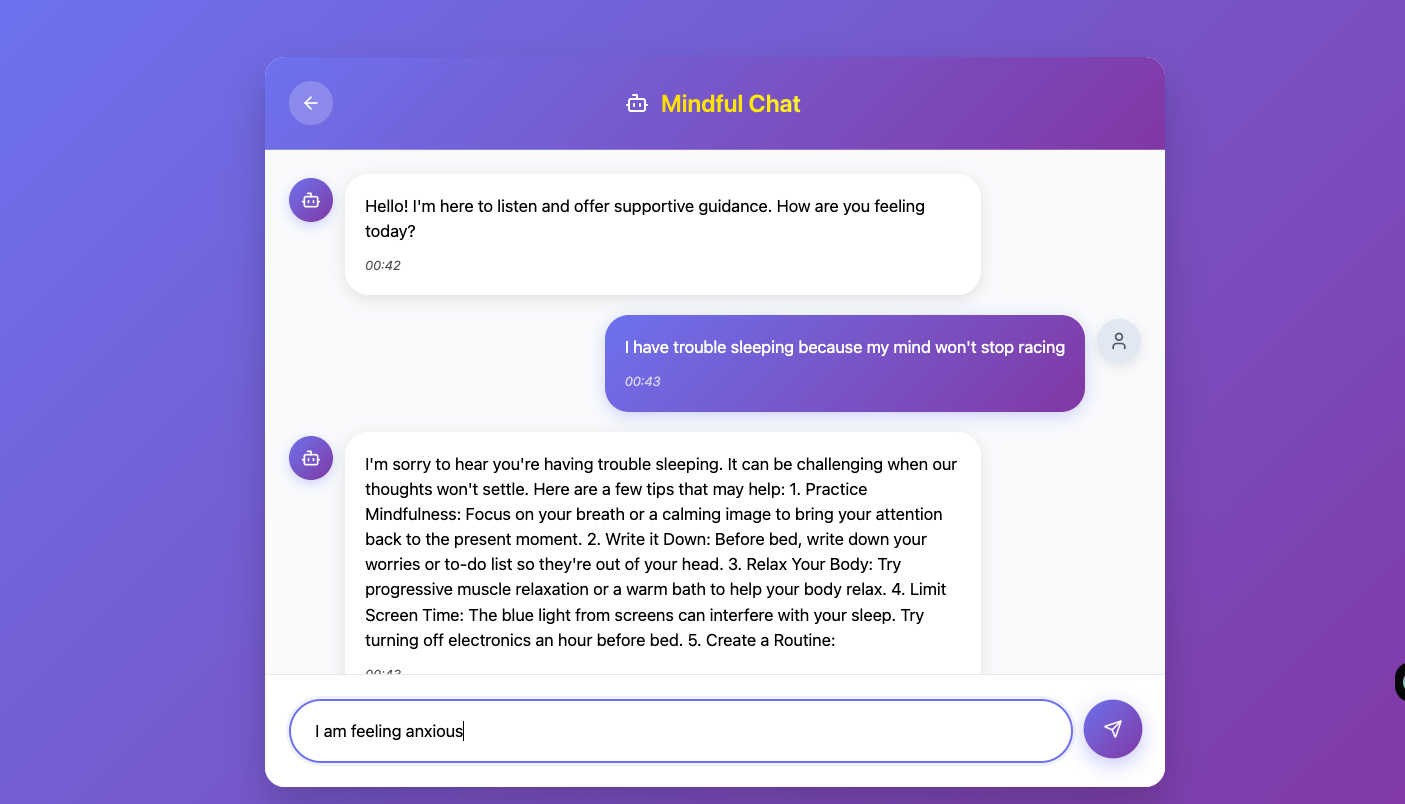 Mindful Chat
Hello! I'm here to listen and offer supportive guidance. How are you feeling
today?
00:42
I have trouble sleeping because my mind won't stop racing
00:43
I'm sorry to hear you're having trouble sleeping. It can be challenging when our
thoughts won't settle. Here are a few tips that may help: 1. Practice
Mindfulness: Focus on your breath or a calming image to bring your attention
back to the present moment. 2. Write it Down: Before bed, write down your
worries or to-do list so they're out of your head. 3. Relax Your Body: Try
progressive muscle relaxation or a warm bath to help your body relax. 4. Limit
Screen Time: The blue light from screens can interfere with your sleep. Try
turning off electronics an hour before bed. 5. Create a Routine:
00:43
I am feeling anxious